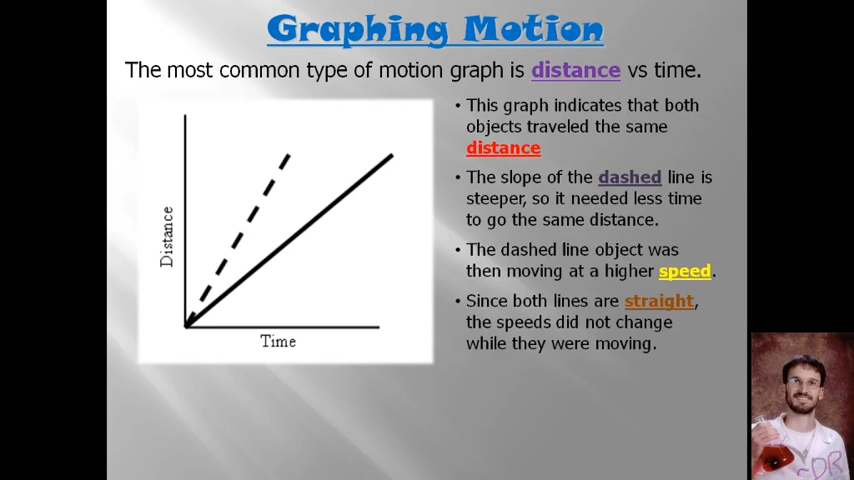 Graphing Motion
The most common type of motion graph is distance vs time.
Distance
Time
• This graph indicates that both
objects traveled the same
distance
• The slope of the dashed line is
steeper, so it needed less time
to go the same distance.
• The dashed line object was
then moving at a higher speed.
• Since both lines are straight,
the speeds did not change
while they were moving.
~DR